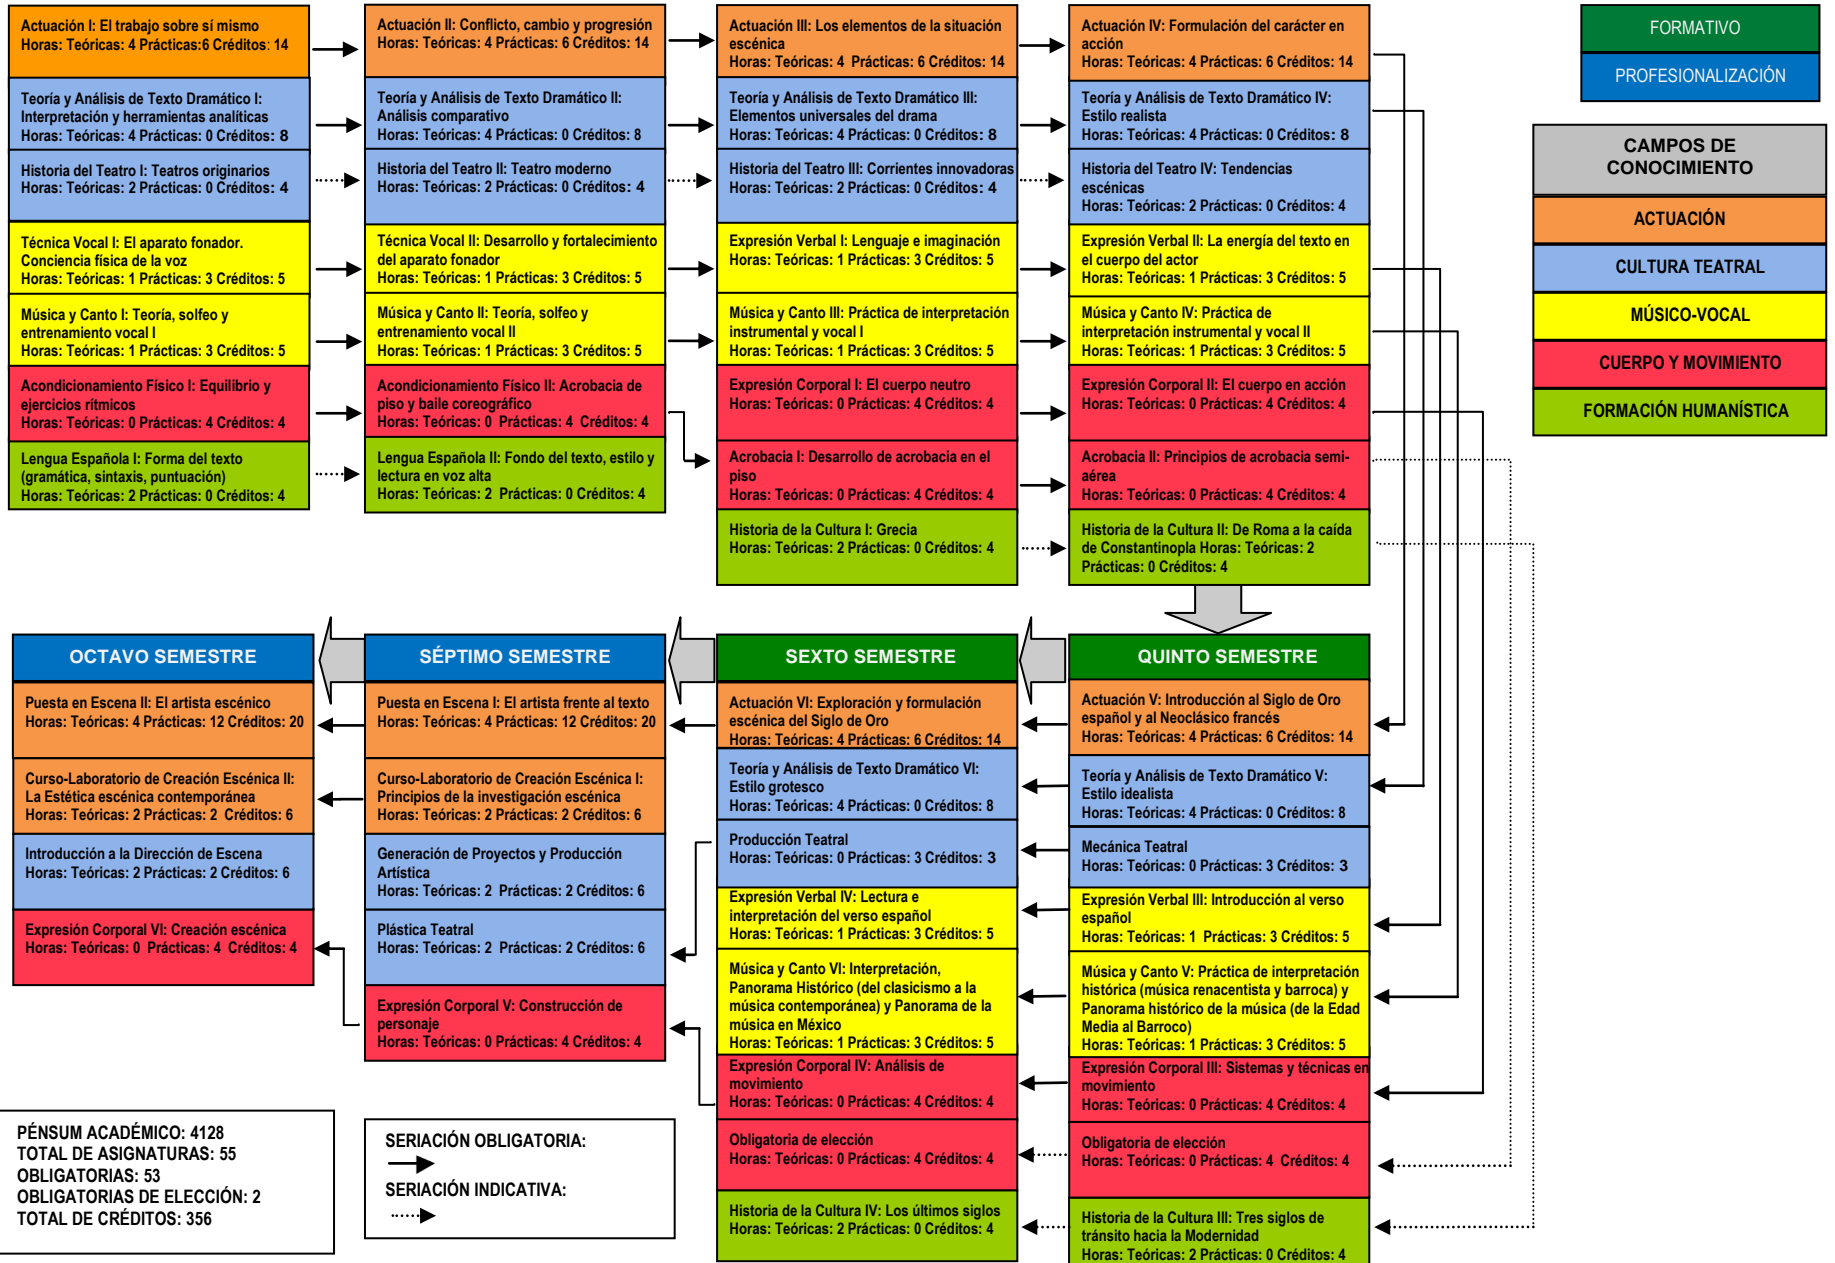 Actuación I: El trabajo sobre sí mismo
Horas: Teóricas: 4 Prácticas:6 Créditos: 14
Teoría y Análisis de Texto Dramático I:
Interpretación y herramientas analíticas
Horas: Teóricas: 4 Prácticas: 0 Créditos: 8
Historia del Teatro I: Teatros originarios
Horas: Teóricas: 2 Prácticas: 0 Créditos: 4
Técnica Vocal I: El aparato fonador.
Conciencia física de la voz
Horas: Teóricas: 1 Prácticas: 3 Créditos: 5
Música y Canto I: Teoría, solfeo y
entrenamiento vocal I
Horas: Teóricas: 1 Prácticas: 3 Créditos: 5
Acondicionamiento Físico I: Equilibrio y
ejercicios rítmicos
Horas: Teóricas: 0 Prácticas: 4 Créditos: 4
Lengua Española I: Forma del texto
(gramática, sintaxis, puntuación)
Horas: Teóricas: 2 Prácticas: 0 Créditos: 4
Actuación II: Conflicto, cambio y progresión
Horas: Teóricas: 4 Prácticas: 6 Créditos: 14
Teoría y Análisis de Texto Dramático II:
Análisis comparativo
Horas: Teóricas: 4 Prácticas: 0 Créditos: 8
Historia del Teatro II: Teatro moderno
Horas: Teóricas: 2 Prácticas: 0 Créditos: 4
Técnica Vocal II: Desarrollo y fortalecimiento
del aparato fonador
Horas: Teóricas: 1 Prácticas: 3 Créditos: 5
Música y Canto II: Teoría, solfeo y
entrenamiento vocal II
Horas: Teóricas: 1 Prácticas: 3 Créditos: 5
Acondicionamiento Físico II: Acrobacia de
piso y baile coreográfico
Horas: Teóricas: 0 Prácticas: 4 Créditos: 4
Lengua Española II: Fondo del texto, estilo y
lectura en voz alta
Horas: Teóricas: 2 Prácticas: 0 Créditos: 4
Actuación III: Los elementos de la situación
escénica
Horas: Teóricas: 4 Prácticas: 6 Créditos: 14
Teoría y Análisis de Texto Dramático III:
Elementos universales del drama
Horas: Teóricas: 4 Prácticas: 0 Créditos: 8
Historia del Teatro III: Corrientes innovadoras
Horas: Teóricas: 2 Prácticas: 0 Créditos: 4
Expresión Verbal I: Lenguaje e imaginación
Horas: Teóricas: 1 Prácticas: 3 Créditos: 5
Música y Canto III: Práctica de interpretación
instrumental y vocal I
Horas: Teóricas: 1 Prácticas: 3 Créditos: 5
Expresión Corporal I: El cuerpo neutro
Horas: Teóricas: 0 Prácticas: 4 Créditos: 4
Acrobacia I: Desarrollo de acrobacia en el
piso
Horas: Teóricas: 0 Prácticas: 4 Créditos: 4
Historia de la Cultura I: Grecia
Horas: Teóricas: 2 Prácticas: 0 Créditos: 4
Actuación IV: Formulación del carácter en
acción
Horas: Teóricas: 4 Prácticas: 6 Créditos: 14
Teoría y Análisis de Texto Dramático IV:
Estilo realista
Horas: Teóricas: 4 Prácticas: 0 Créditos: 8
Historia del Teatro IV: Tendencias
escénicas
Horas: Teóricas: 2 Prácticas: 0 Créditos: 4
Expresión Verbal II: La energía del texto en
el cuerpo del actor
Horas: Teóricas: 1 Prácticas: 3 Créditos: 5
Música y Canto IV: Práctica de
interpretación instrumental y vocal II
Horas: Teóricas: 1 Prácticas: 3 Créditos: 5
Expresión Corporal II: El cuerpo en acción
Horas: Teóricas: 0 Prácticas: 4 Créditos: 4
Acrobacia II: Principios de acrobacia semi-
aérea
Horas: Teóricas: 0 Prácticas: 4 Créditos: 4
Historia de la Cultura II: De Roma a la caída
de Constantinopla Horas: Teóricas: 2
Prácticas: 0 Créditos: 4
FORMATIVO
PROFESIONALIZACIÓN
CAMPOS DE
CONOCIMIENTO
ACTUACIÓN
CULTURA TEATRAL
MÚSICO-VOCAL
CUERPO Y MOVIMIENTO
FORMACIÓN HUMANÍSTICA
OCTAVO SEMESTRE
Puesta en Escena II: El artista escénico
Horas: Teóricas: 4 Prácticas: 12 Créditos: 20
Curso-Laboratorio de Creación Escénica II:
La Estética escénica contemporánea
Horas: Teóricas: 2 Prácticas: 2 Créditos: 6
Introducción a la Dirección de Escena
Horas: Teóricas: 2 Prácticas: 2 Créditos: 6
Expresión Corporal VI: Creación escénica
Horas: Teóricas: 0 Prácticas: 4 Créditos: 4
SÉPTIMO SEMESTRE
Puesta en Escena I: El artista frente al texto
Horas: Teóricas: 4 Prácticas: 12 Créditos: 20
Curso-Laboratorio de Creación Escénica I:
Principios de la investigación escénica
Horas: Teóricas: 2 Prácticas: 2 Créditos: 6
Generación de Proyectos y Producción
Artística
Horas: Teóricas: 2 Prácticas: 2 Créditos: 6
Plástica Teatral
Horas: Teóricas: 2 Prácticas: 2 Créditos: 6
Expresión Corporal V: Construcción de
personaje
Horas: Teóricas: 0 Prácticas: 4 Créditos: 4
SEXTO SEMESTRE
Actuación VI: Exploración y formulación
escénica del Siglo de Oro
Horas: Teóricas: 4 Prácticas: 6 Créditos: 14
Teoría y Análisis de Texto Dramático VI:
Estilo grotesco
Horas: Teóricas: 4 Prácticas: 0 Créditos: 8
Producción Teatral
Horas: Teóricas: 0 Prácticas: 3 Créditos: 3
Expresión Verbal IV: Lectura e
interpretación del verso español
Horas: Teóricas: 1 Prácticas: 3 Créditos: 5
Música y Canto VI: Interpretación,
Panorama Histórico (del clasicismo a la
música contemporánea) y Panorama de la
música en México
Horas: Teóricas: 1 Prácticas: 3 Créditos: 5
Expresión Corporal IV: Análisis de
movimiento
Horas: Teóricas: 0 Prácticas: 4 Créditos: 4
Obligatoria de elección
Horas: Teóricas: 0 Prácticas: 4 Créditos: 4
Historia de la Cultura IV: Los últimos siglos
Horas: Teóricas: 2 Prácticas: 0 Créditos: 4
QUINTO SEMESTRE
Actuación V: Introducción al Siglo de Oro
español y al Neoclásico francés
Horas: Teóricas: 4 Prácticas: 6 Créditos: 14
Teoría y Análisis de Texto Dramático V:
Estilo idealista
Horas: Teóricas: 4 Prácticas: 0 Créditos: 8
Mecánica Teatral
Horas: Teóricas: 0 Prácticas: 3 Créditos: 3
Expresión Verbal III: Introducción al verso
español
Horas: Teóricas: 1 Prácticas: 3 Créditos: 5
Música y Canto V: Práctica de interpretación
histórica (música renacentista y barroca) y
Panorama histórico de la música (de la Edad
Media al Barroco)
Horas: Teóricas: 1 Prácticas: 3 Créditos: 5
Expresión Corporal III: Sistemas y técnicas en
movimiento
Horas: Teóricas: 0 Prácticas: 4 Créditos: 4
Obligatoria de elección
Horas: Teóricas: 0 Prácticas: 4 Créditos: 4
Historia de la Cultura III: Tres siglos de
tránsito hacia la Modernidad
Horas: Teóricas: 2 Prácticas: 0 Créditos: 4
PÉNSUM ACADÉMICO: 4128
TOTAL DE ASIGNATURAS: 55
OBLIGATORIAS: 53
OBLIGATORIAS DE ELECCIÓN: 2
TOTAL DE CRÉDITOS: 356
SERIACIÓN OBLIGATORIA:
SERIACIÓN INDICATIVA: